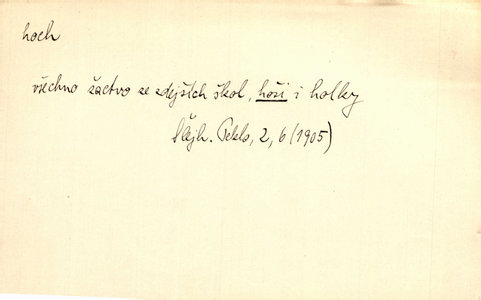 hoch
všechno žactvo ze zdejších škol, hoši i holky
Šlejh. Peklo, 2, 6 (1905)